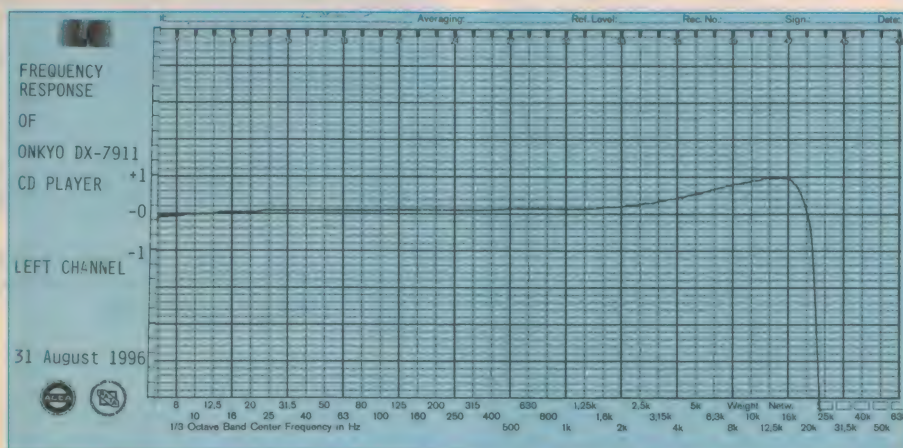 Averaging: Ref. Level: Rec. No.: Sign.: Date:
FREQUENCY
RESPONSE
OF
ONKYO DX-7911
CD PLAYER
+1
-0
-1
LEFT CHANNEL
31 August 1996
ALCA
8 12.5 20 31.5 50 80 125 200 315 630 1,25k 2,5k 5k Weight. Netw. 25k 40k 63
10 16 25 40 63 100 160 250 400 800 1,6k 3,15k 6,3k 10k 16k
1/3 Octave Band Center Frequency in Hz 500 1k 2k 4k 8k 12,5k 20k 31,5k 50k